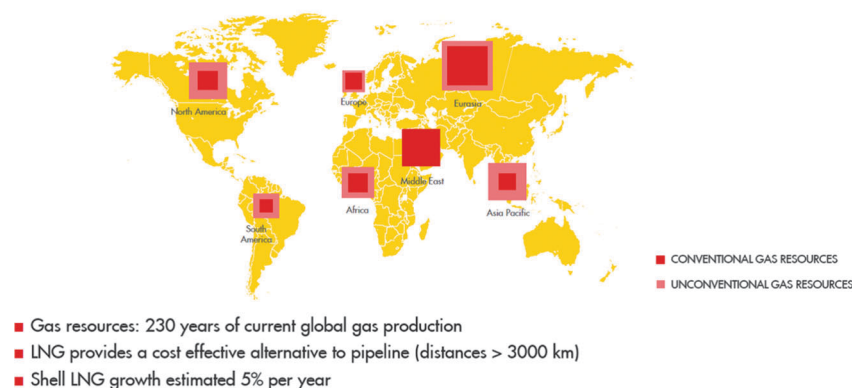 North America
Europe
Eurasia
Middle East
Africa
Asia Pacific
South
America
CONVENTIONAL GAS RESOURCES
UNCONVENTIONAL GAS RESOURCES
Gas resources: 230 years of current global gas production
LNG provides a cost effective alternative to pipeline (distances > 3000 km)
Shell LNG growth estimated 5% per year